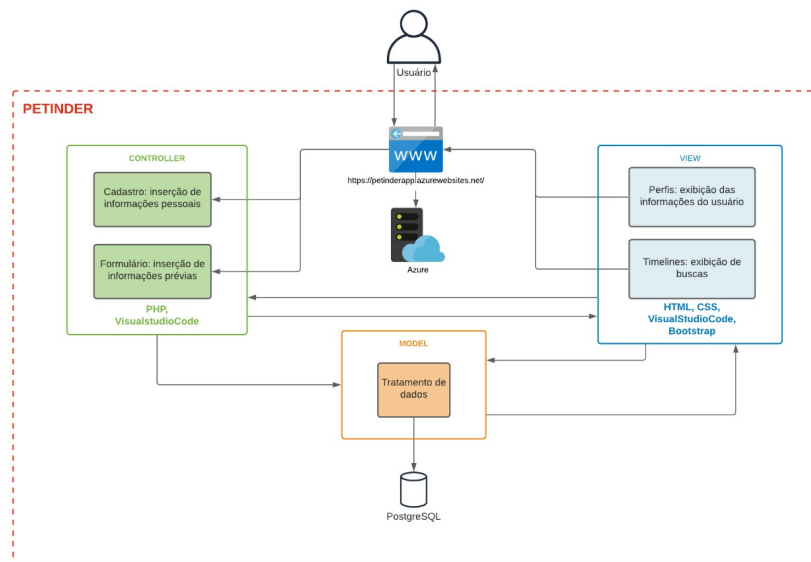 Usuário
PETINDER
WWW
https://petinderapp.azurewebsites.net/
Azure
CONTROLLER
Cadastro: inserção de
informações pessoais
Formulário: inserção de
informações prévias
PHP,
VisualstudioCode
VIEW
Perfis: exibição das
informações do usuário
Timelines: exibição de
buscas
HTML, CSS,
VisualStudioCode,
Bootstrap
MODEL
Tratamento de
dados
PostgreSQL